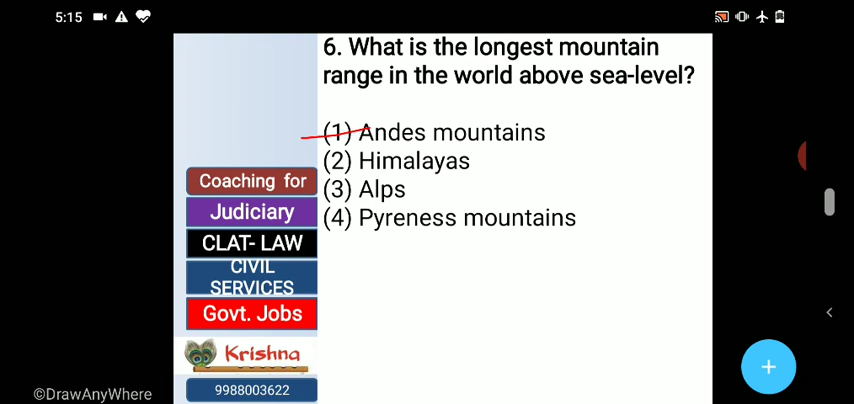 5:15
6. What is the longest mountain
range in the world above sea-level?
(1) Andes mountains
(2) Himalayas
(3) Alps
(4) Pyreness mountains
Coaching for
Judiciary
CLAT- LAW
CIVIL
SERVICES
Govt. Jobs
Krishna
9988003622
©DrawAnyWhere